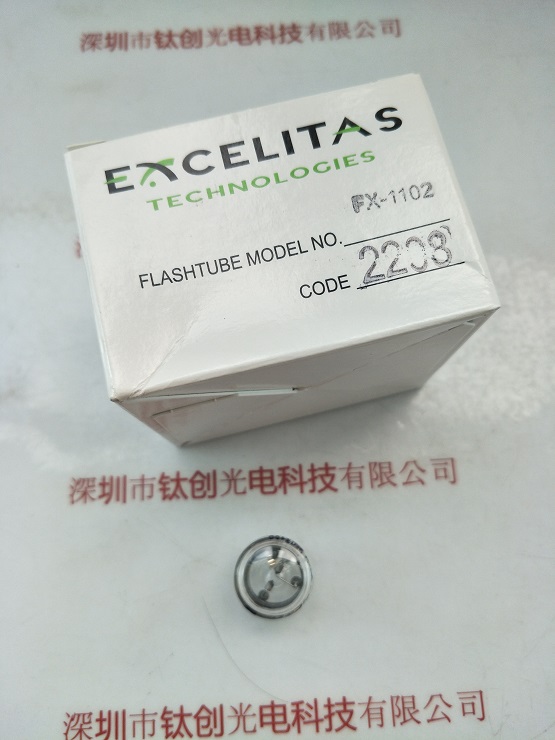 深圳市钛创光电科技有限公司
EXCELITAS
TECHNOLOGIES
FX-1102
FLASHTUBE MODEL NO.
CODE 2238
深圳市钛创光电科技有限公司
深圳市钛创光电科技有限公司